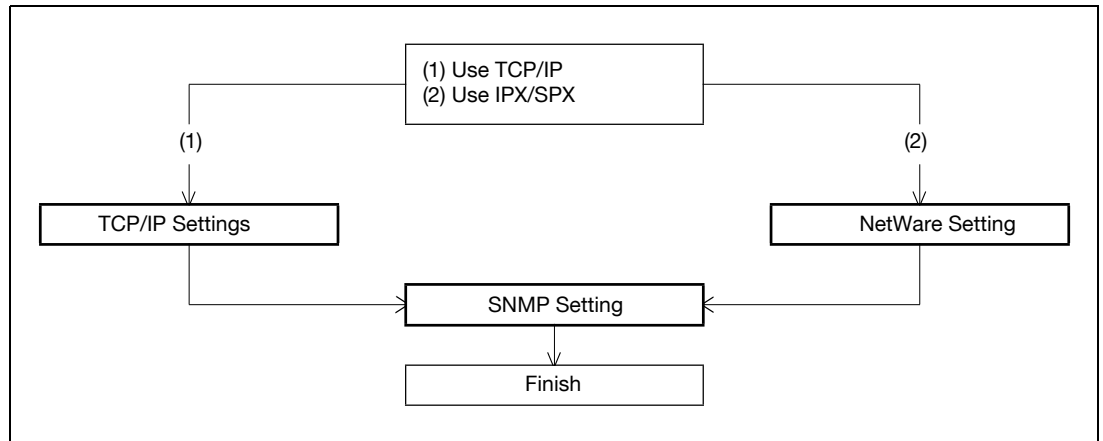 (1) Use TCP/IP
(2) Use IPX/SPX
(1)
(2)
TCP/IP Settings
NetWare Setting
SNMP Setting
Finish